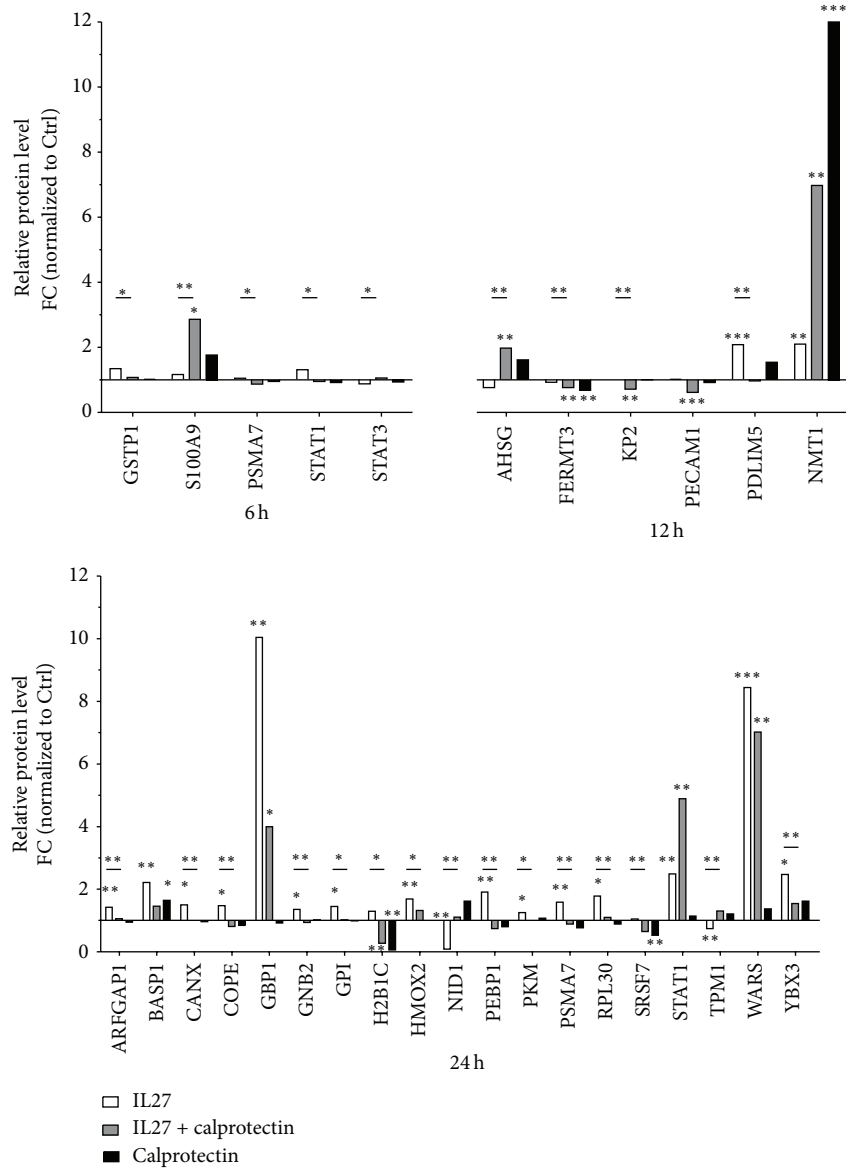 Relative protein level
FC (normalized to Ctrl)
12
10
8
6
4
2
0
*
**
*
*
*
*
GSTP1
S100A9
PSMA7
STAT1
STAT3
6 h
***
**
** ** ** **
** *** **
** ** ** ***
AHSG
FERMT3
KP2
PECAM1
PDLIM5
NMT1
12 h
Relative protein level
FC (normalized to Ctrl)
12
10
8
6
4
2
0
**
***
**
**
*
** ** ** ** * * * ** ** * ** ** ** ** **
** ** * * * * * * ** ** * ** * ** *
** ** ** ** **
ARFGAP1
BASP1
CANX
COPE
GBP1
GNB2
GPI
H2B1C
HMOX2
NID1
PEBP1
PKM
PSMA7
RPL30
SRSF7
STAT1
TPM1
WARS
YBX3
24 h
IL27
IL27 + calprotectin
Calprotectin